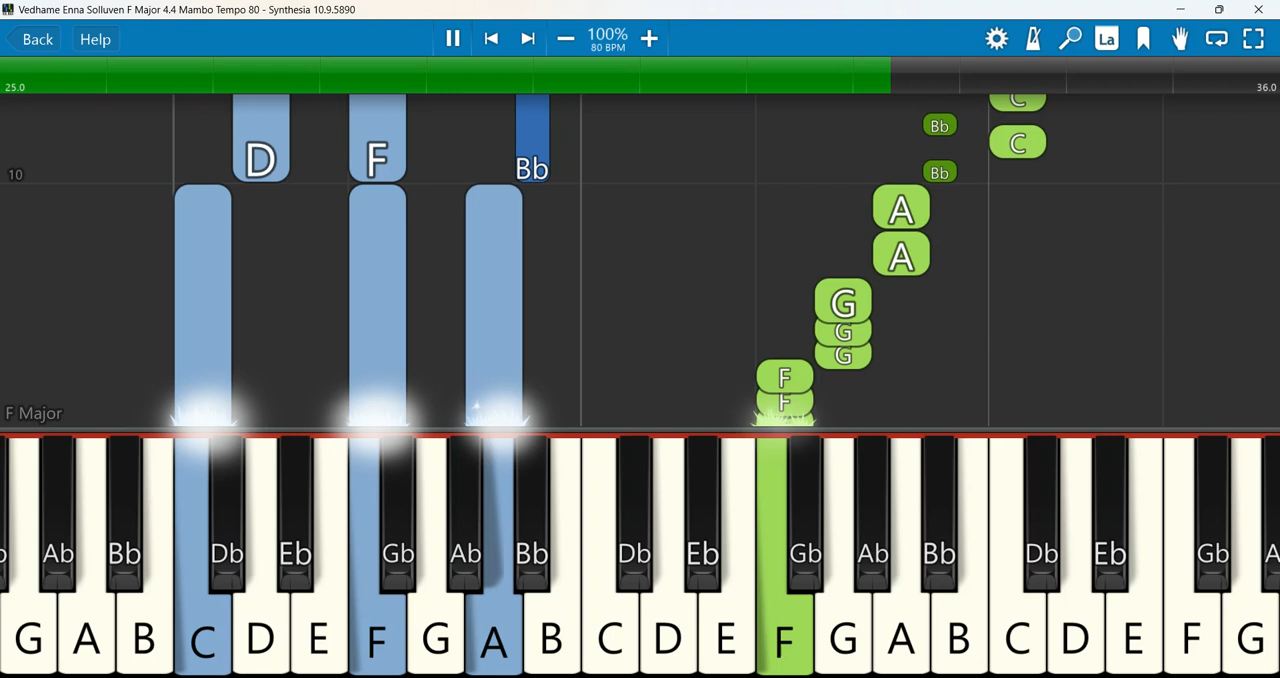 Vedhame Enna Solluven F Major 4.4 Mambo Tempo 80 - Synthesia 10.9.5890
Back Help 100% La
80 BPM
25.0 36.0
C
Bb
D F C
Bb Bb
10
A
A
G
G
G
F
F
F Major
Ab Bb Db Eb Gb Ab Bb Db Eb Gb Ab Bb Db Eb Gb A
G A B C D E F G A B C D E F G A B C D E F G